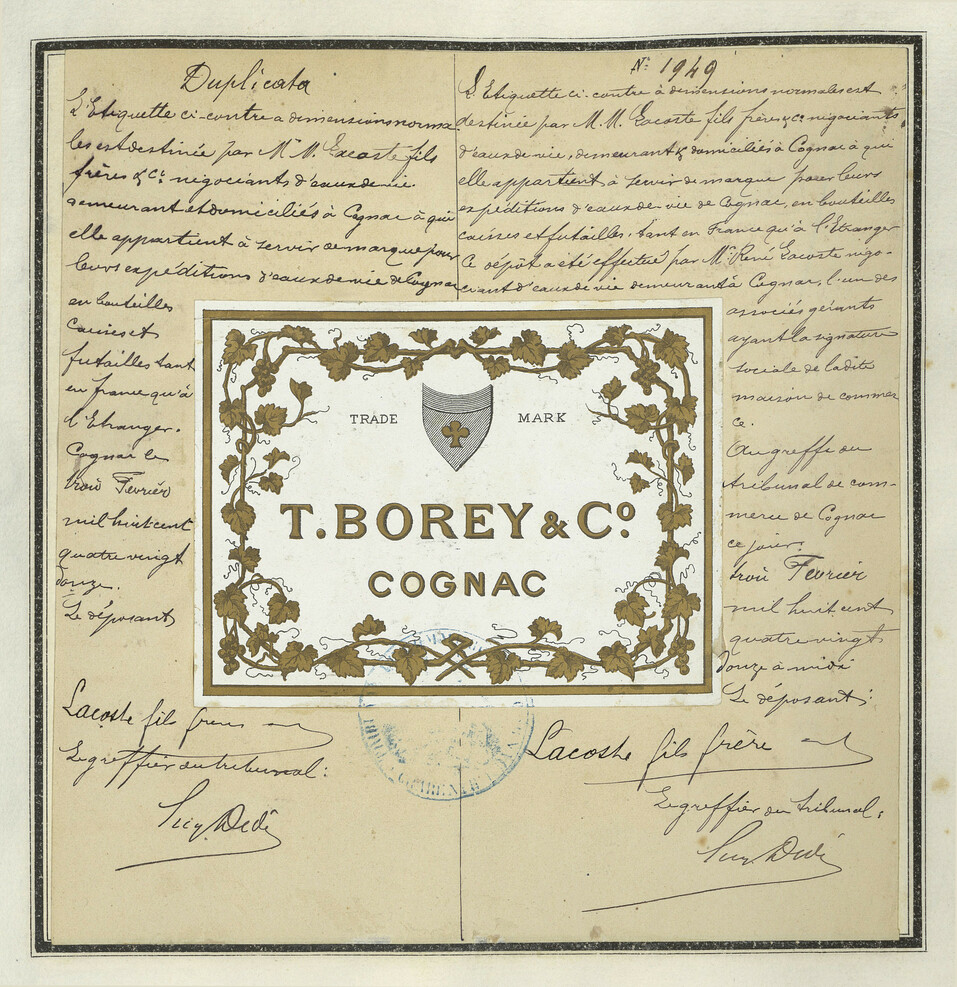 Duplicata
L'Etiquette ci-contre a dimensions norma-
les est destinée par M.M. Lacoste fils
frères & Cie négociants d'eaux de vie
demeurant et domiciliés à Cognac à qui
elle appartient à servir de marque pour
leurs expéditions d'eaux de vie de Cognac
en bouteilles
caisses et
futailles tant
en france qu'à
l'Etranger.
Cognac le
trois Février
mil huit cent
quatre vingt
douze.
Le déposant
Lacoste fils frères
Le greffier du tribunal:
No 1949
L'Etiquette ci-contre à dimensions normales est
destinée par M.M. Lacoste fils frères & Cie négociants
d'eaux de vie, demeurant & domiciliés à Cognac à qui
elle appartient à servir de marque pour leurs
expéditions d'eaux de vie de Cognac, en bouteilles
caisses et futailles, tant en France qu'à l'Etranger
Ce dépôt a été effectué par Mr René Lacoste négo-
ciant d'eaux de vie demeurant à Cognac, l'un des
associés gérants
ayant la signature
sociale de ladite
maison de commer
ce.
Au greffe du
tribunal de com-
merce de Cognac
ce jour,
trois Février
mil huit cent
quatre vingt
douze à midi
Le déposant:
Lacoste fils frère
Le greffier du tribunal:
TRADE MARK
T. BOREY & Co.
COGNAC